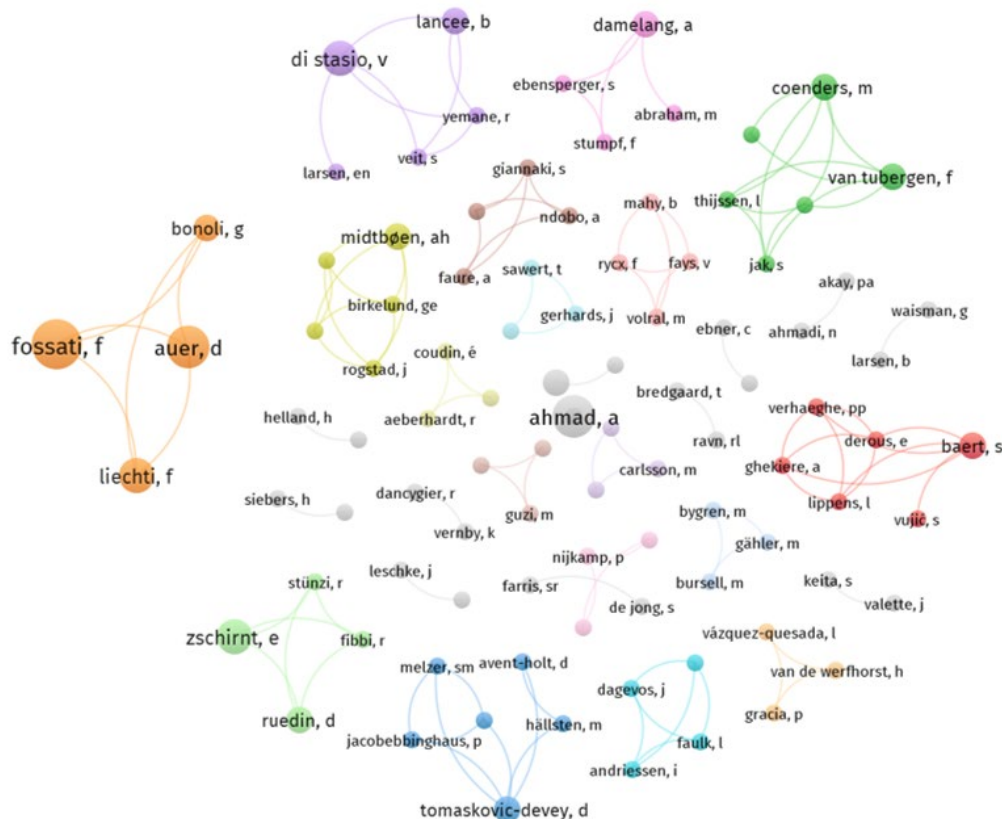 lancee, b
damelang, a
di stasio, v
ebensperger, s
coenders, m
yemane, r
abraham, m
stumpf, f
veit, s
larsen, en
giannaki, s
van tubergen, f
thijssen, l
mahy, b
ndobo, a
bonoli, g
midtbøen, ah
rycx, f
fays, v
jak, s
faure, a
sawert, t
akay, pa
birkelund, ge
gerhards, j
volral, m
waisman, g
ebner, c
ahmadi, n
fossati, f
auer, d
coudin, é
larsen, b
rogstad, j
bredgaard, t
helland, h
aeberhardt, r
ahmad, a
verhaeghe, pp
ravn, rl
derous, e
baert, s
liechti, f
carlsson, m
ghekiere, a
siebers, h
dancygier, r
guzi, m
lippens, l
vujić, s
bygren, m
vernby, k
gähler, m
nijkamp, p
leschke, j
farris, sr
bursell, m
keita, s
stünzi, r
de jong, s
valette, j
zschirnt, e
fibbi, r
vázquez-quesada, l
melzer, sm
avent-holt, d
van de werfhorst, h
dagevos, j
ruedin, d
hällsten, m
gracia, p
jacobebbinghaus, p
faulk, l
andriessen, i
tomaskovic-devey, d